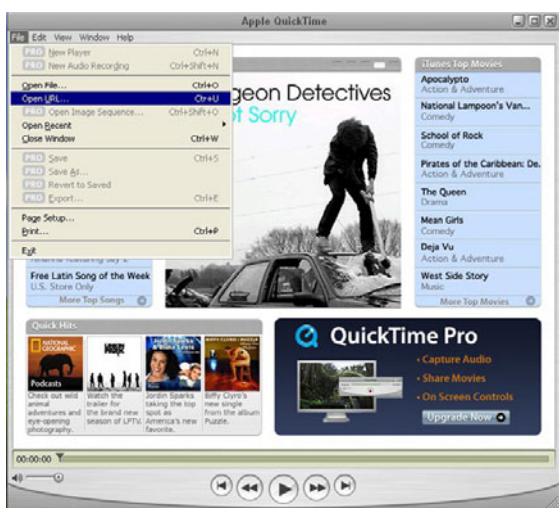 Apple QuickTime
File Edit View Window Help
PRO New Player Ctrl+N
PRO New Audio Recording Ctrl+Shift+N
Open File... Ctrl+O
Open URL... Ctrl+U
PRO Open Image Sequence... Ctrl+Shift+O
Open Recent
Close Window Ctrl+W
PRO Save Ctrl+S
PRO Save As...
PRO Revert to Saved
PRO Export... Ctrl+E
Page Setup...
Print... Ctrl+P
Exit
geon Detectives
t Sorry
Free Latin Song of the Week
U.S. Store Only
More Top Songs
iTunes Top Movies
Apocalypto
Action & Adventure
National Lampoon's Van...
Comedy
School of Rock
Comedy
Pirates of the Caribbean: De.
Action & Adventure
The Queen
Drama
Mean Girls
Comedy
Deja Vu
Action & Adventure
West Side Story
Music
More Top Movies
Quick Hits
NATIONAL GEOGRAPHIC
Podcasts
Check out wild
animal
adventures and
eye-opening
photography.
Watch the
trailer for
the brand new
season of LPTV.
Jordin Sparks
taking the top
spot as
America's new
favorite.
Biffy Clyro's
new single
from the album
Puzzle.
QuickTime Pro
• Capture Audio
• Share Movies
• On Screen Controls
Upgrade Now
00:00:00